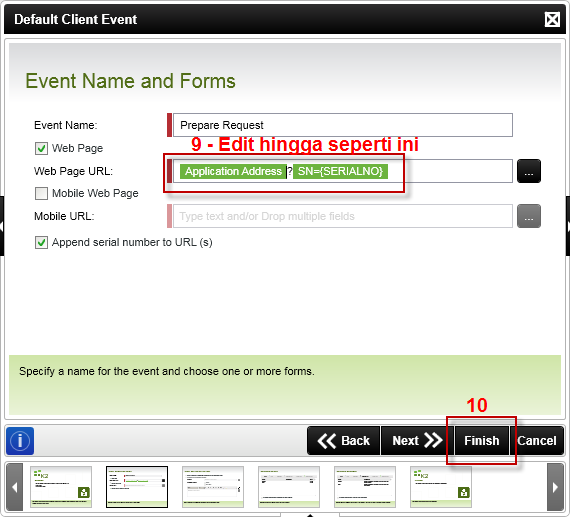 Default Client Event
Event Name and Forms
Event Name:
Prepare Request
9 - Edit hingga seperti ini
Web Page
Web Page URL:
Application Address ? SN={SERIALNO}
...
Mobile Web Page
Mobile URL:
Type text and/or Drop multiple fields
...
Append serial number to URL (s)
Specify a name for the event and choose one or more forms.
10
i
Back
Next
Finish
Cancel
K2
K2